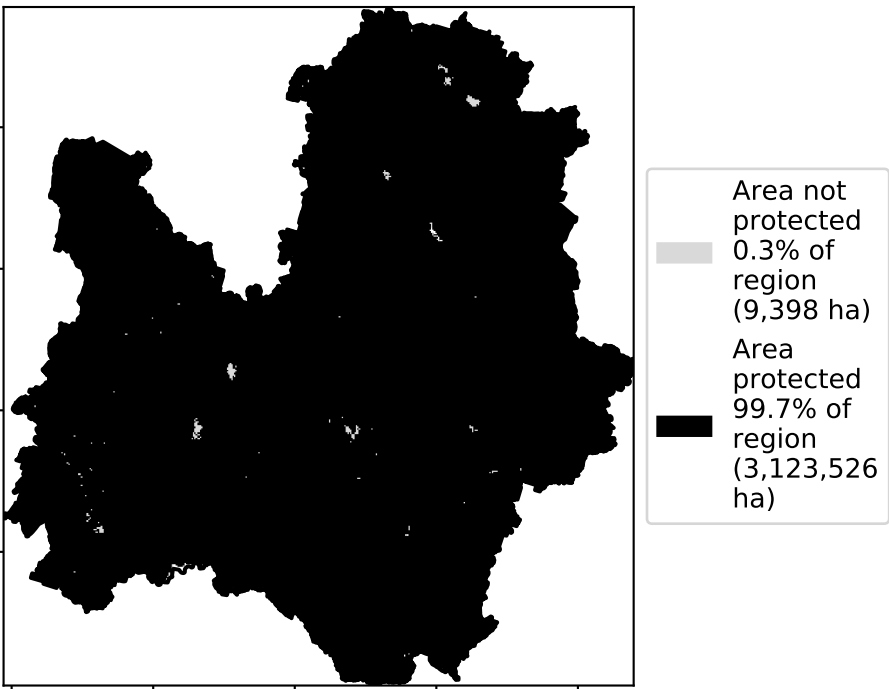 Area not
protected
0.3% of
region
(9,398 ha)
Area
protected
99.7% of
region
(3,123,526
ha)